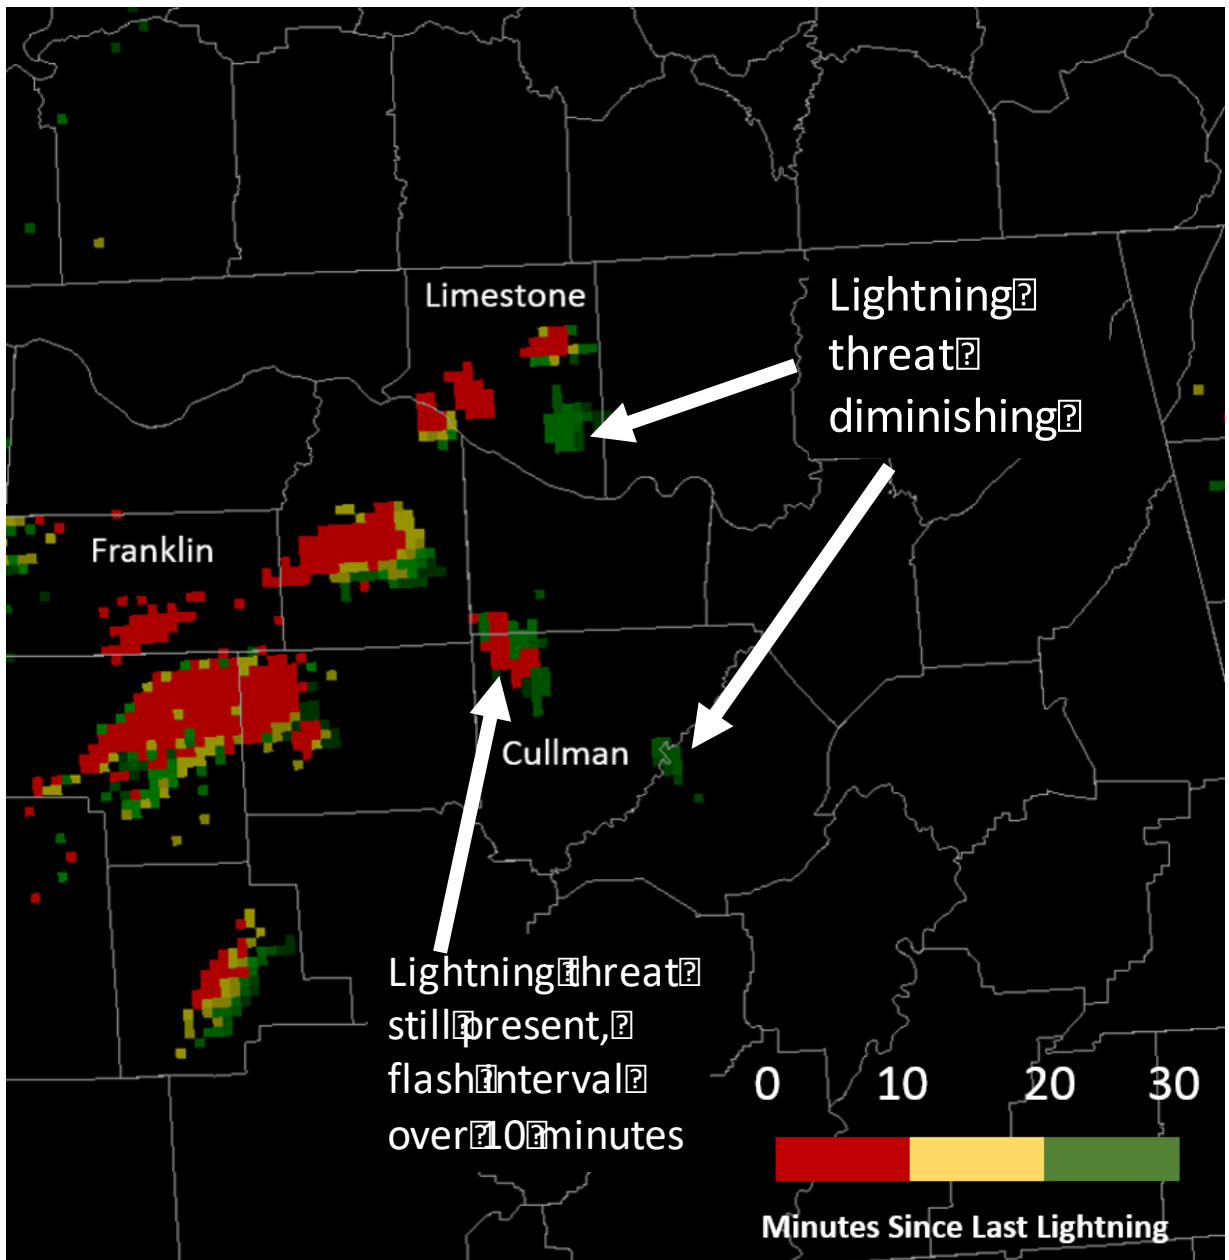 Limestone
Lightning
threat
diminishing
Franklin
Cullman
Lightning threat
still present,
flash interval
over 10 minutes
0 10 20 30
Minutes Since Last Lightning